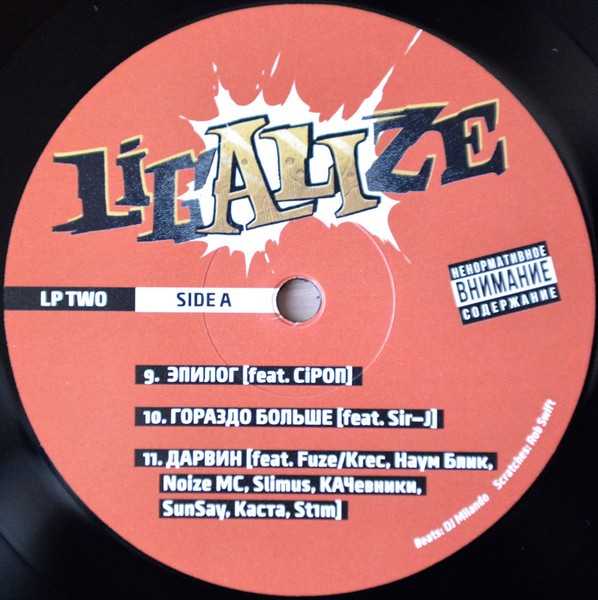 LiGALIZE
LP TWO
SIDE A
НЕНОРМАТИВНОЕ
ВНИМАНИЕ
СОДЕРЖАНИЕ
9. ЭПИЛОГ [feat. CiРОП]
10. ГОРАЗДО БОЛЬШЕ [feat. Sir–J]
11. ДАРВИН [feat. Fuze/Krec, Наум Блик,
Noize MC, Slimus, КАЧевники,
SunSay, Каста, St1m]
Beats: DJ Milando Scratches: Rob Swift